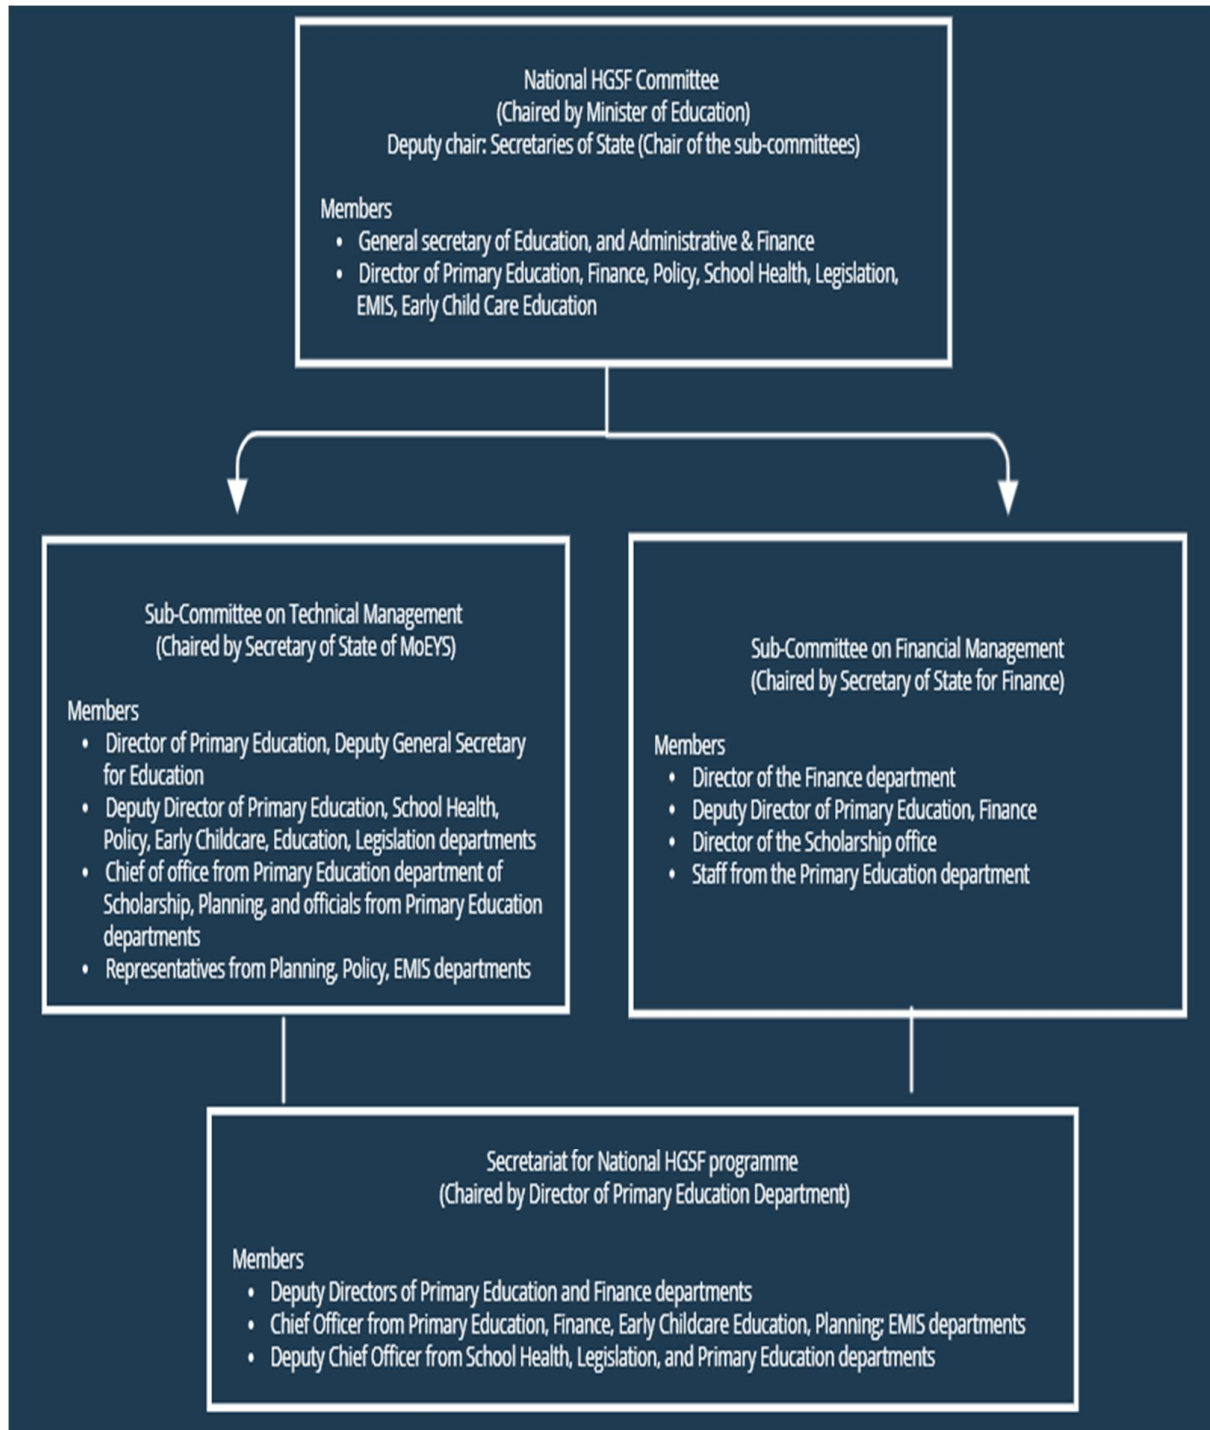 National HGSF Committee
(Chaired by Minister of Education)
Deputy chair: Secretaries of State (Chair of the sub-committees)
Members
• General secretary of Education, and Administrative & Finance
• Director of Primary Education, Finance, Policy, School Health, Legislation,
EMIS, Early Child Care Education
Sub-Committee on Technical Management
(Chaired by Secretary of State of MoEYS)
Members
• Director of Primary Education, Deputy General Secretary
for Education
• Deputy Director of Primary Education, School Health,
Policy, Early Childcare, Education, Legislation departments
• Chief of office from Primary Education department of
Scholarship, Planning, and officials from Primary Education
departments
• Representatives from Planning, Policy, EMIS departments
Sub-Committee on Financial Management
(Chaired by Secretary of State for Finance)
Members
• Director of the Finance department
• Deputy Director of Primary Education, Finance
• Director of the Scholarship office
• Staff from the Primary Education department
Secretariat for National HGSF programme
(Chaired by Director of Primary Education Department)
Members
• Deputy Directors of Primary Education and Finance departments
• Chief Officer from Primary Education, Finance, Early Childcare Education, Planning; EMIS departments
• Deputy Chief Officer from School Health, Legislation, and Primary Education departments